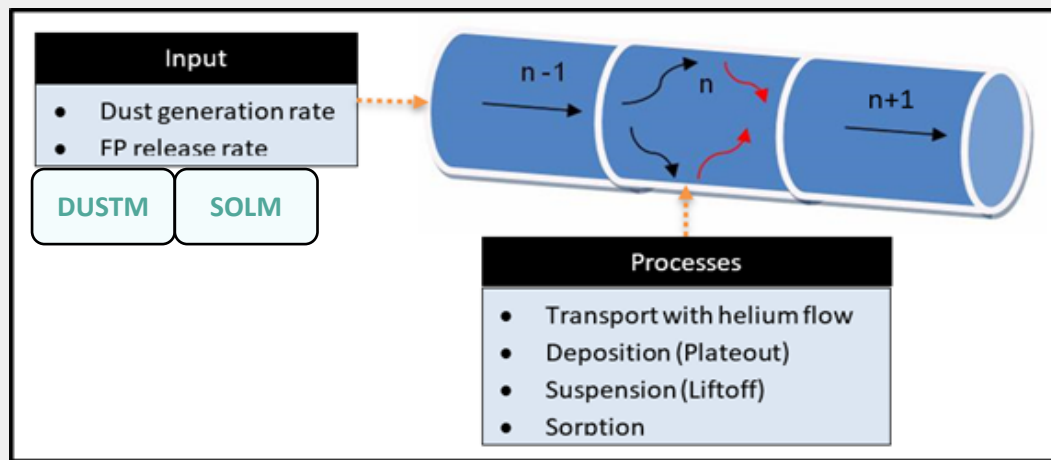 Input
• Dust generation rate
• FP release rate
DUSTM
SOLM
n -1
n
n+1
Processes
• Transport with helium flow
• Deposition (Plateout)
• Suspension (Liftoff)
• Sorption